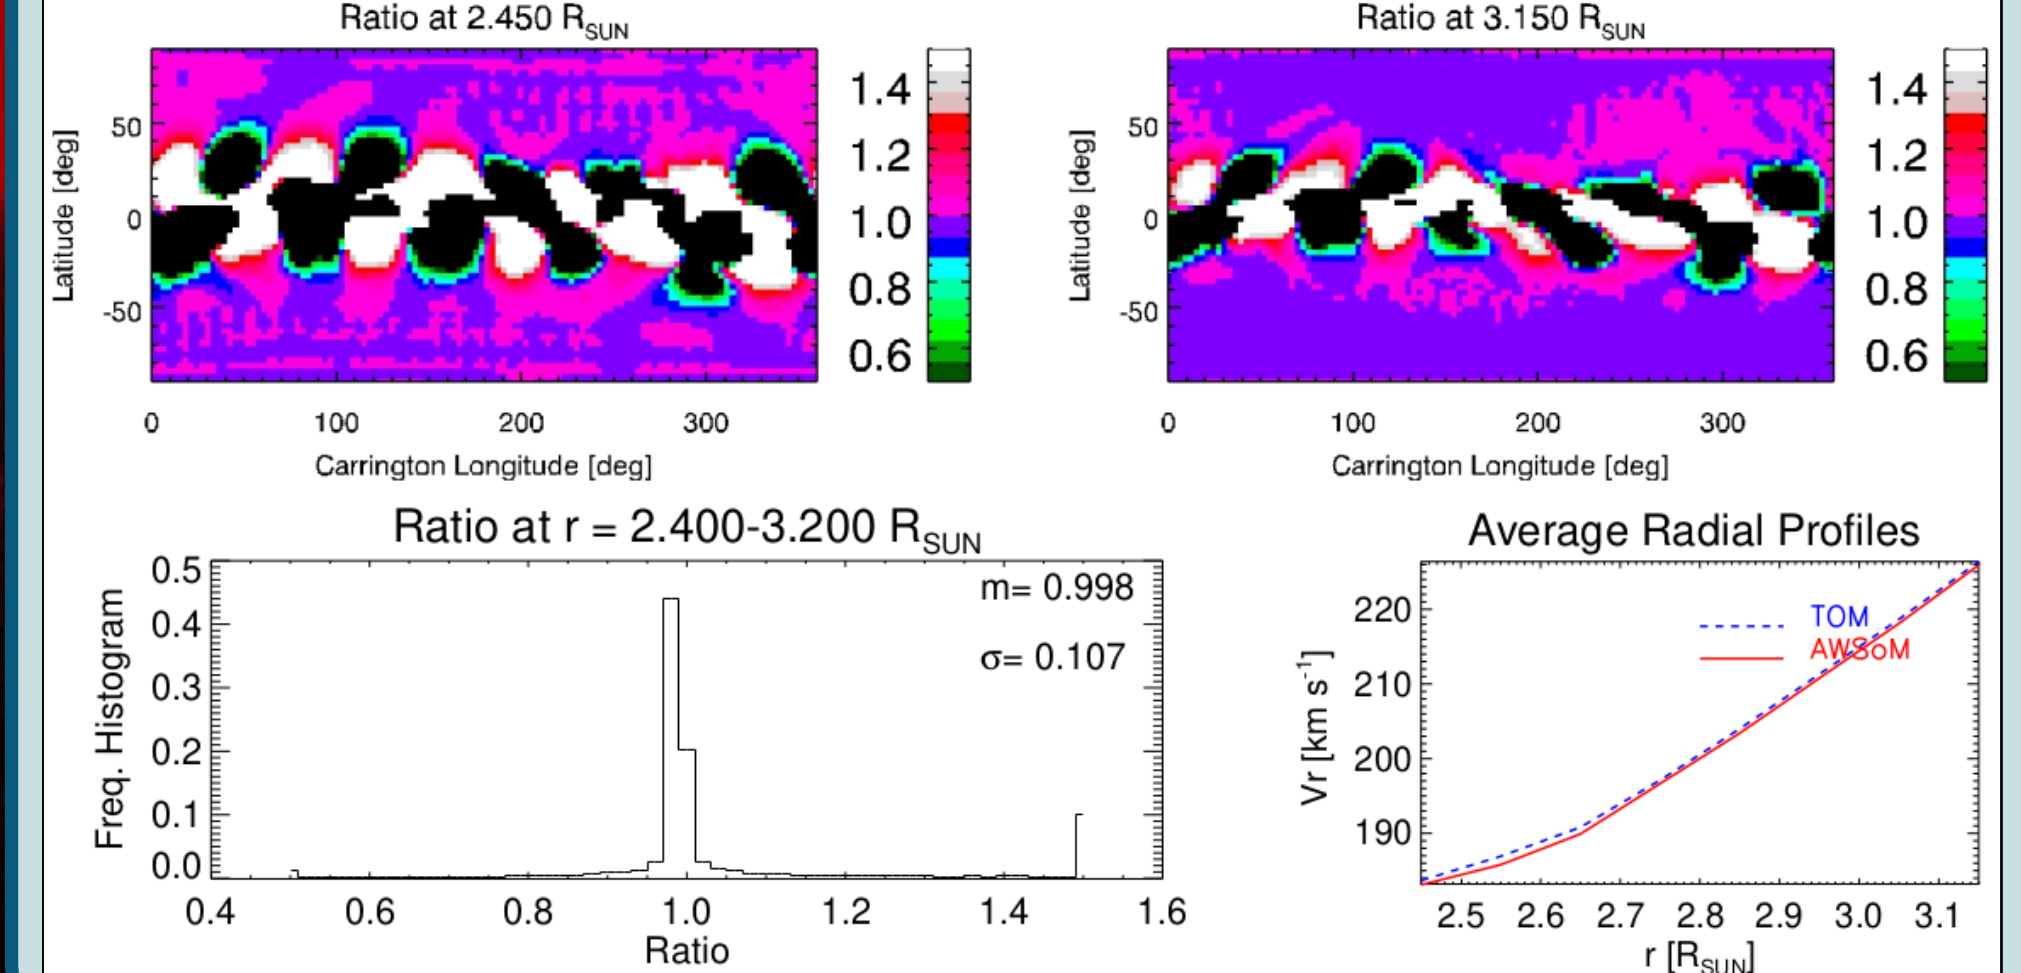 Ratio at 2.450 R_SUN
Latitude [deg]
50
0
-50
0 100 200 300
Carrington Longitude [deg]
1.4
1.2
1.0
0.8
0.6
Ratio at 3.150 R_SUN
Latitude [deg]
50
0
-50
0 100 200 300
Carrington Longitude [deg]
1.4
1.2
1.0
0.8
0.6
Ratio at r = 2.400-3.200 R_SUN
Freq. Histogram
0.5
0.4
0.3
0.2
0.1
0.0
m= 0.998
σ= 0.107
0.4 0.6 0.8 1.0 1.2 1.4 1.6
Ratio
Average Radial Profiles
Vr [km s⁻¹]
220
210
200
190
TOM
AWSoM
2.5 2.6 2.7 2.8 2.9 3.0 3.1
r [R_SUN]